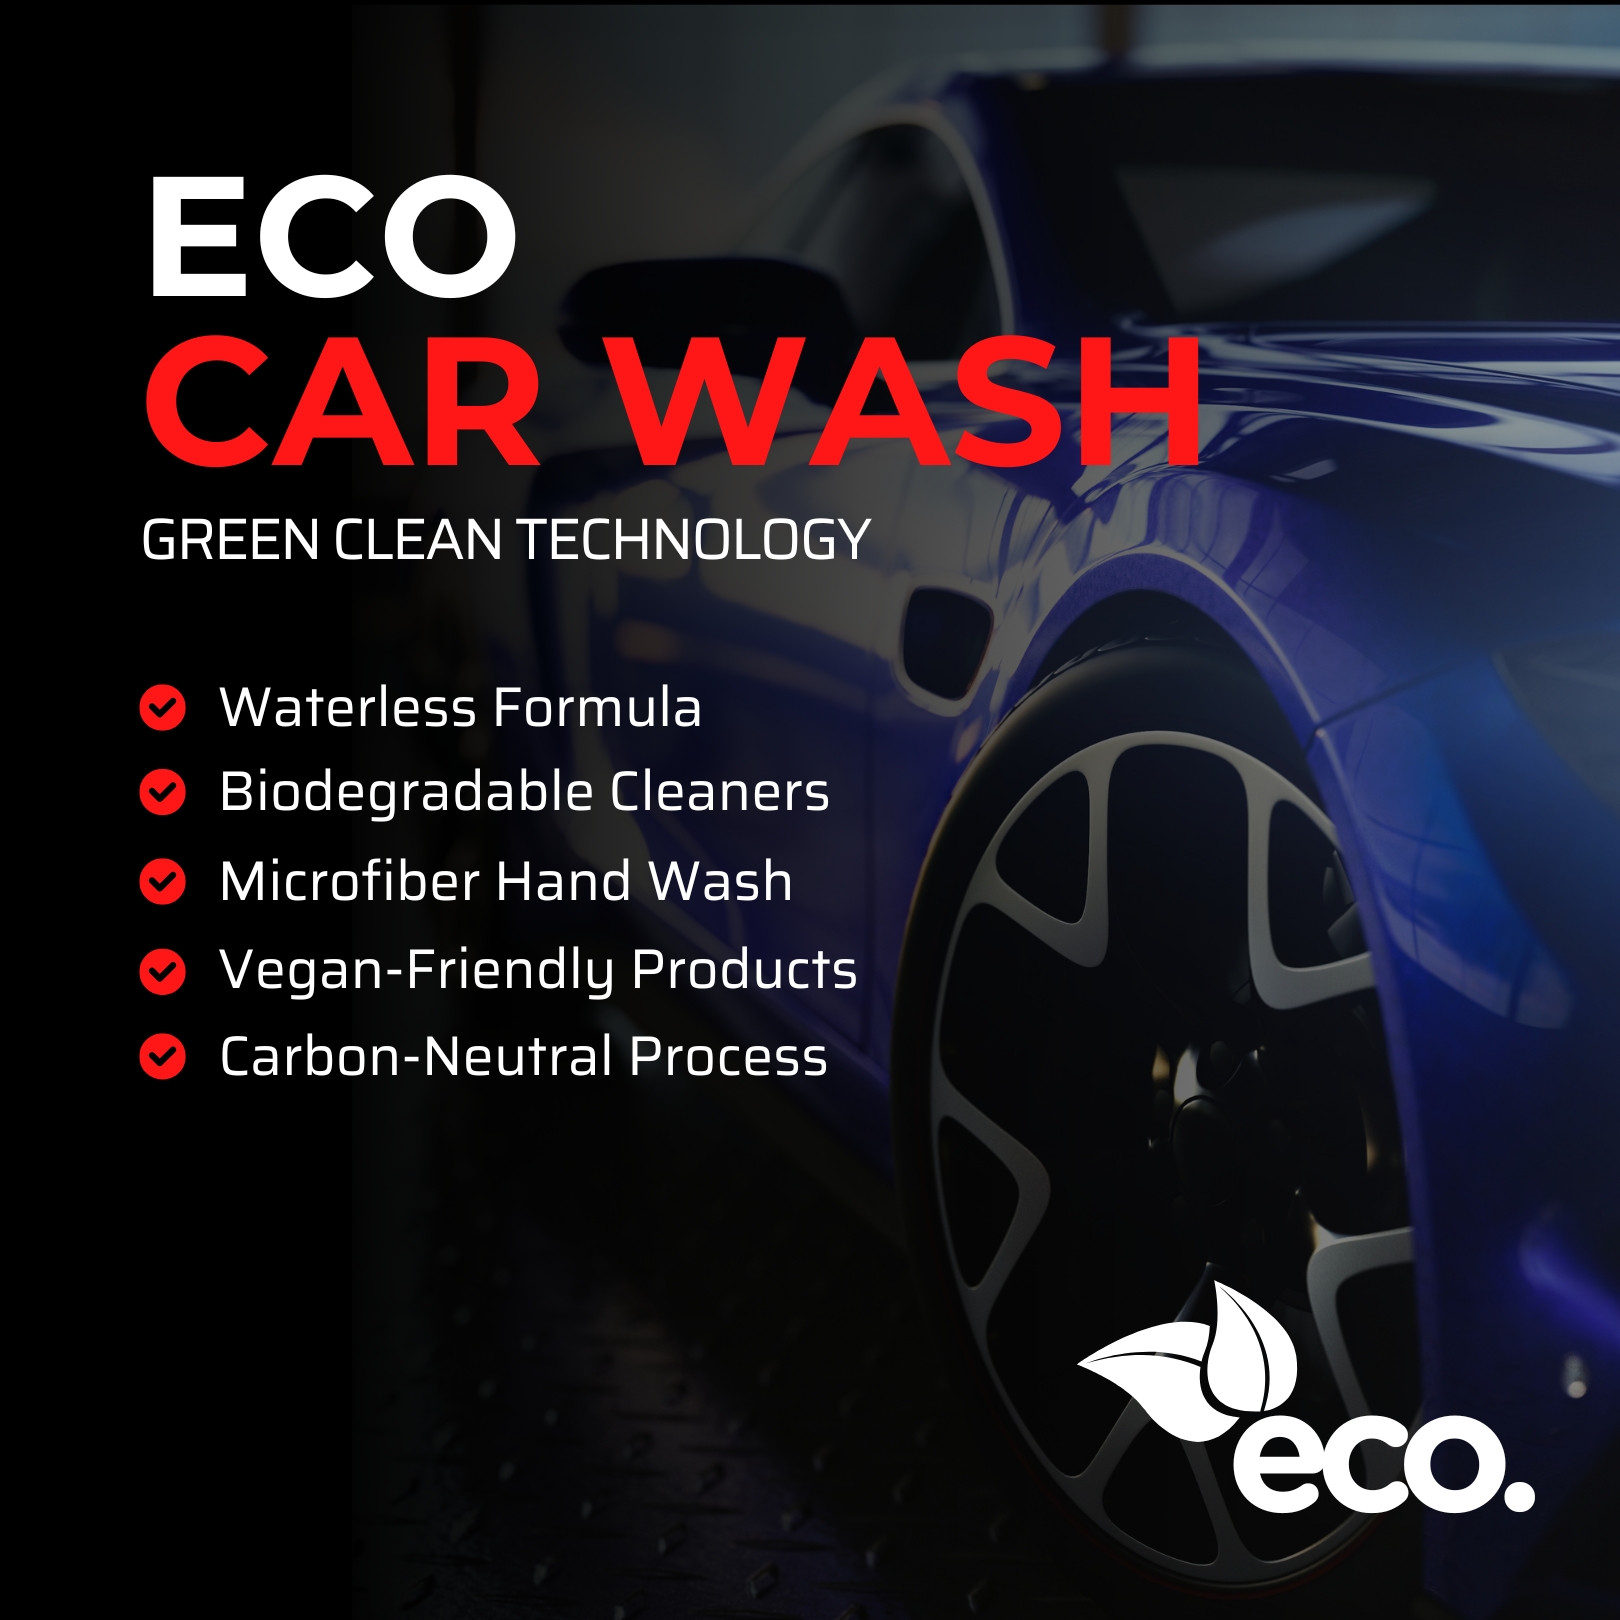 ECO
CAR WASH
GREEN CLEAN TECHNOLOGY
Waterless Formula
Biodegradable Cleaners
Microfiber Hand Wash
Vegan-Friendly Products
Carbon-Neutral Process
eco.